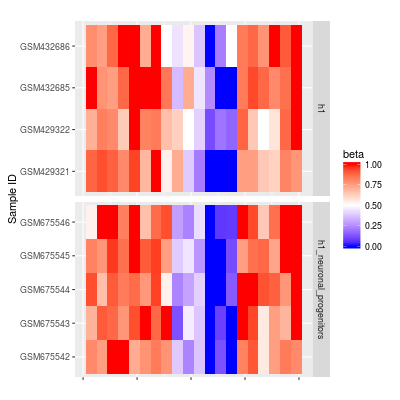 GSM432686
GSM432685
GSM429322
GSM429321
h1
GSM675546
GSM675545
GSM675544
GSM675543
GSM675542
h1_neuronal_progenitors
Sample ID
beta
1.00
0.75
0.50
0.25
0.00